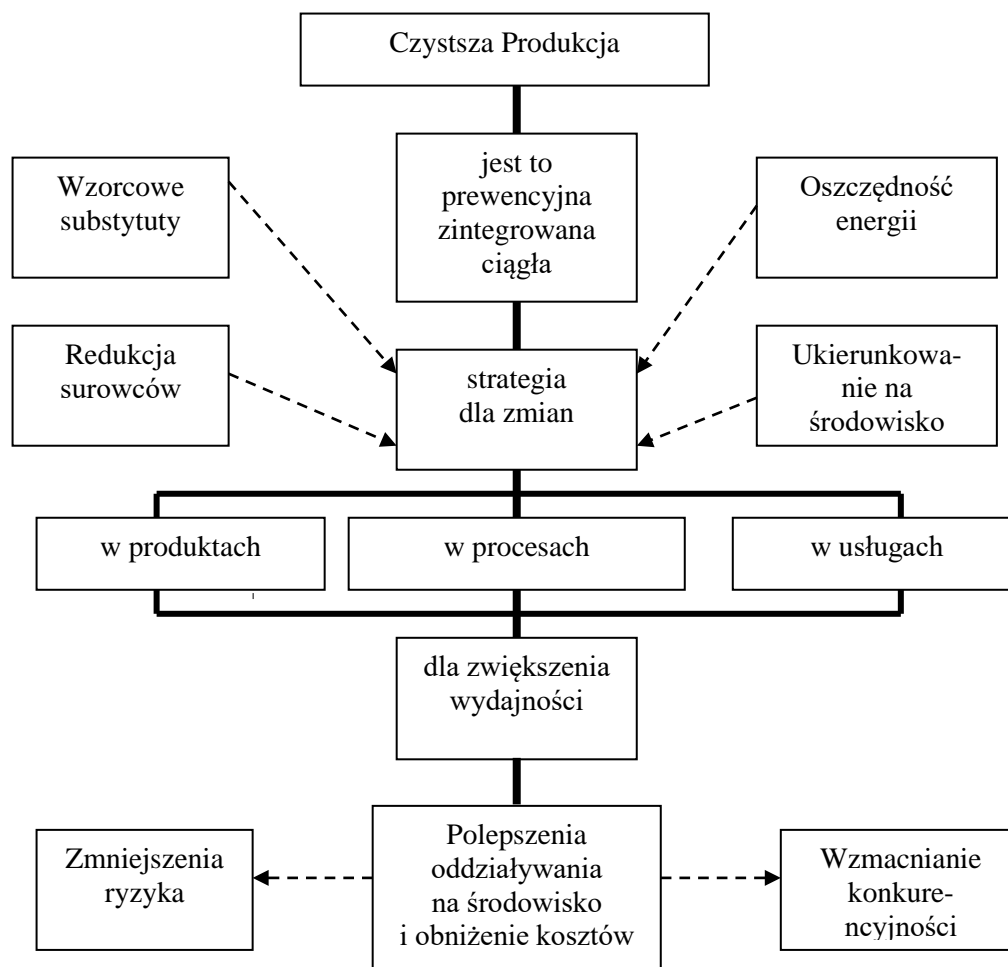 Czystsza Produkcja
jest to
prewencyjna
zintegrowana
ciągła
Wzorcowe
substytuty
Oszczędność
energii
Redukcja
surowców
strategia
dla zmian
Ukierunkowa-
nie na
środowisko
w produktach
w procesach
w usługach
dla zwiększenia
wydajności
Zmniejszenia
ryzyka
Polepszenia
oddziaływania
na środowisko
i obniżenie kosztów
Wzmacnianie
konkure-
ncyjności